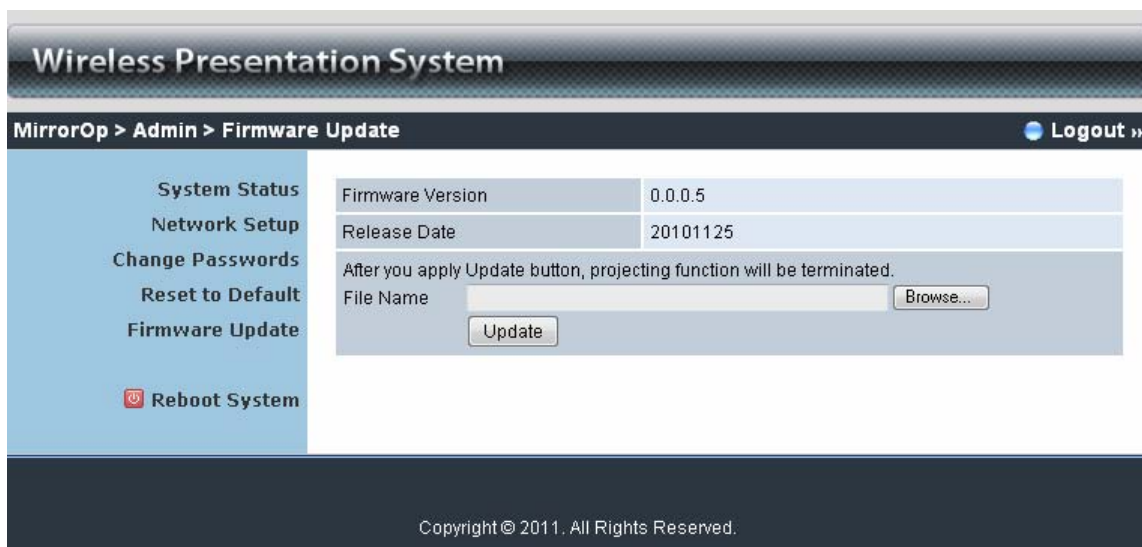 Wireless Presentation System
MirrorOp > Admin > Firmware Update
Logout »
System Status
Network Setup
Change Passwords
Reset to Default
Firmware Update
Reboot System
Firmware Version 0.0.0.5
Release Date 20101125
After you apply Update button, projecting function will be terminated.
File Name Browse...
Update
Copyright © 2011. All Rights Reserved.